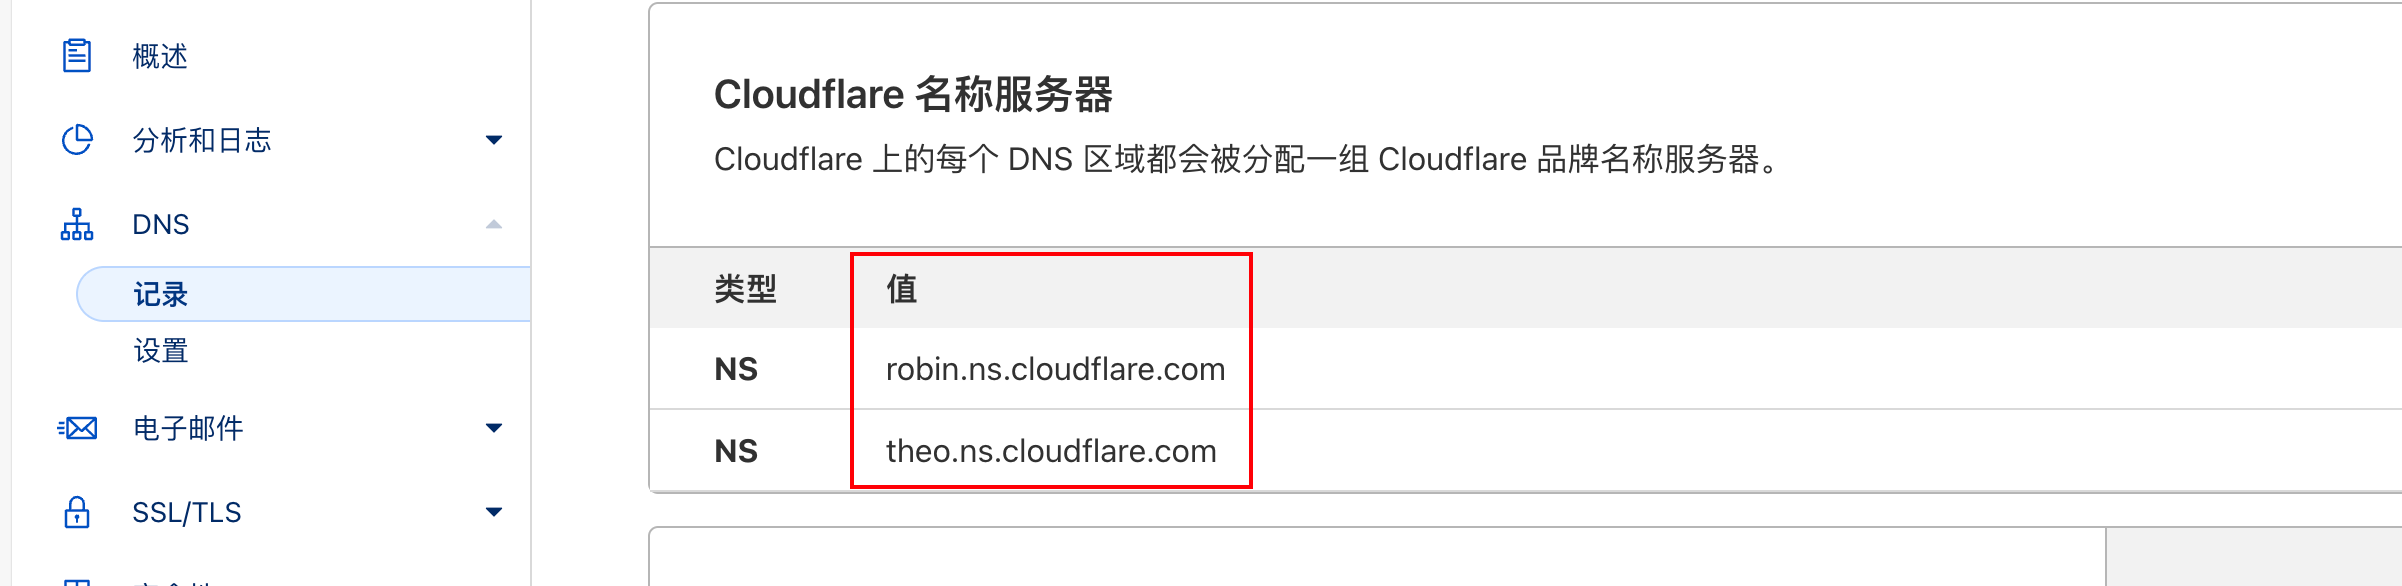 概述
分析和日志
DNS
记录
设置
电子邮件
SSL/TLS
Cloudflare 名称服务器
Cloudflare 上的每个 DNS 区域都会被分配一组 Cloudflare 品牌名称服务器。
类型 值
NS robin.ns.cloudflare.com
NS theo.ns.cloudflare.com